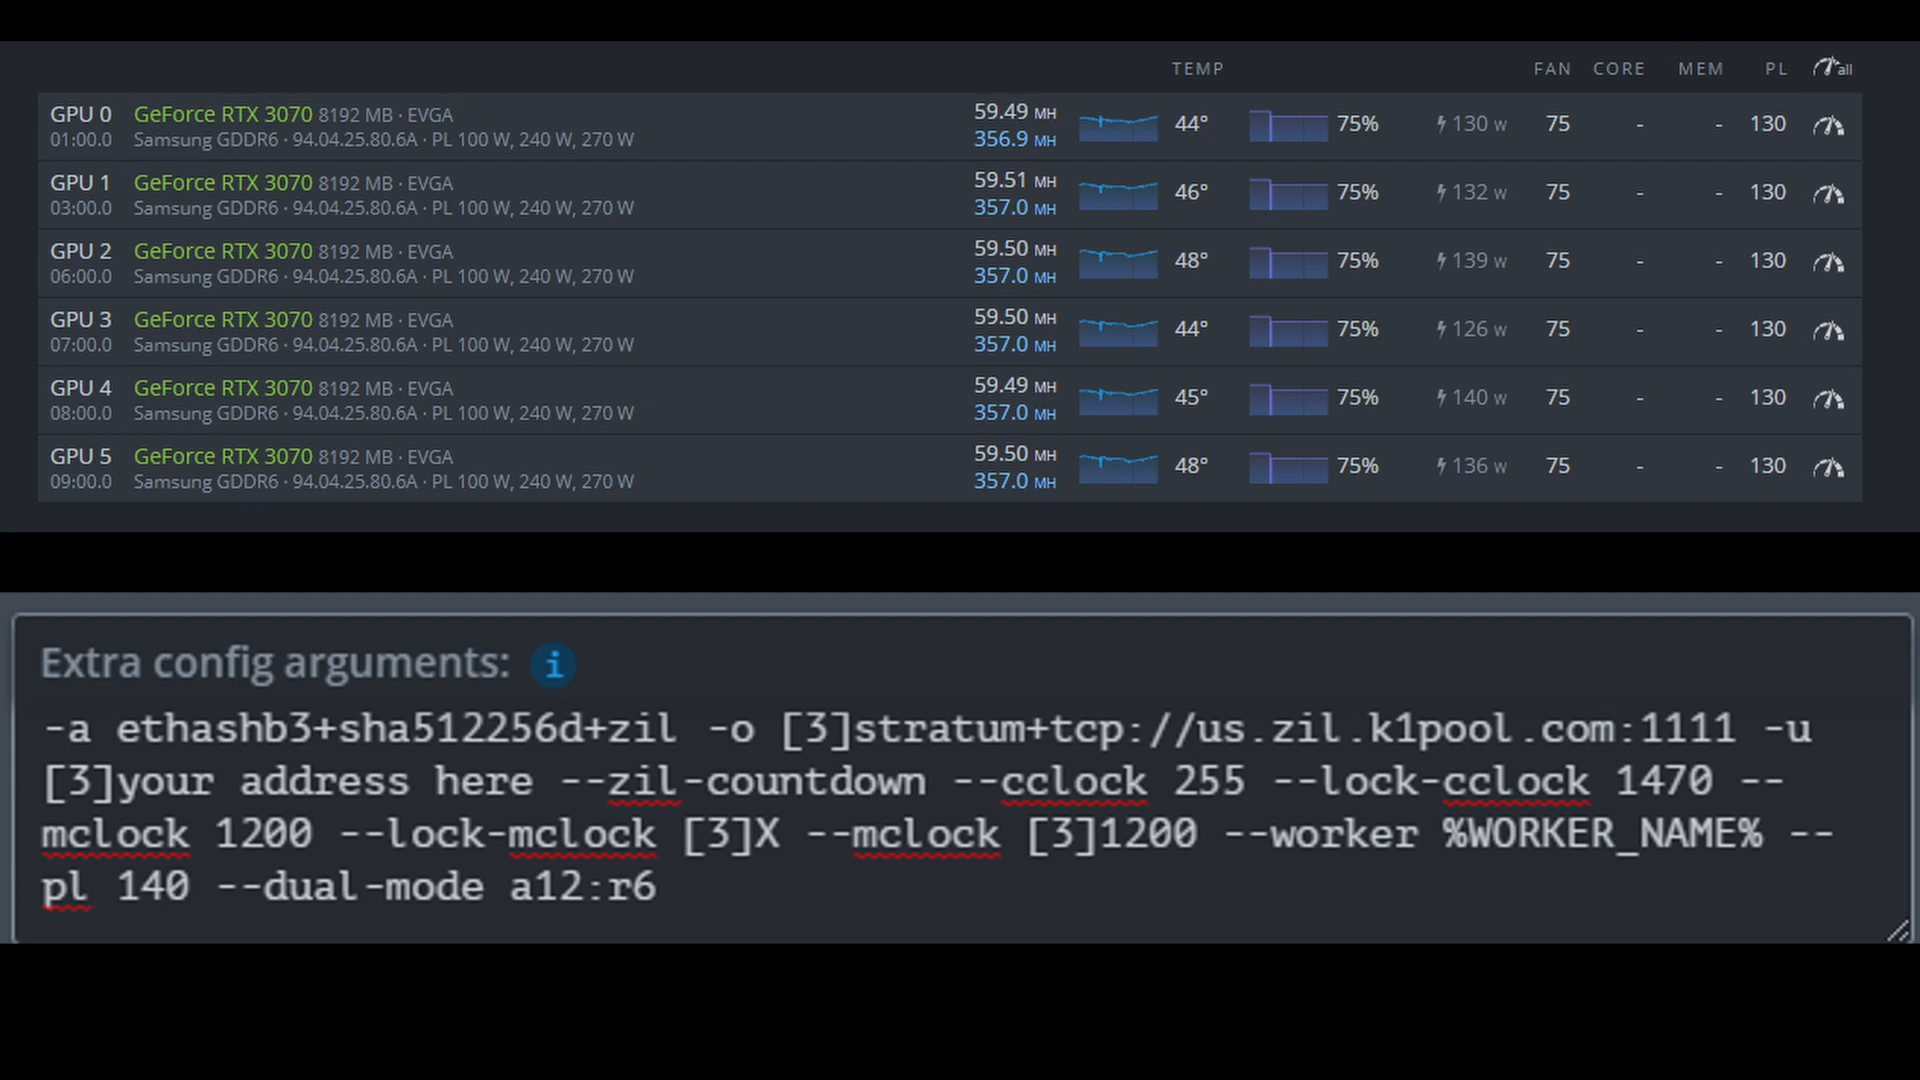 TEMP FAN CORE MEM PL all
GPU 0 GeForce RTX 3070 8192 MB · EVGA 59.49 MH 44° 75% 130 W 75 - - 130
01:00.0 Samsung GDDR6 · 94.04.25.80.6A · PL 100 W, 240 W, 270 W 356.9 MH
GPU 1 GeForce RTX 3070 8192 MB · EVGA 59.51 MH 46° 75% 132 W 75 - - 130
03:00.0 Samsung GDDR6 · 94.04.25.80.6A · PL 100 W, 240 W, 270 W 357.0 MH
GPU 2 GeForce RTX 3070 8192 MB · EVGA 59.50 MH 48° 75% 139 W 75 - - 130
06:00.0 Samsung GDDR6 · 94.04.25.80.6A · PL 100 W, 240 W, 270 W 357.0 MH
GPU 3 GeForce RTX 3070 8192 MB · EVGA 59.50 MH 44° 75% 126 W 75 - - 130
07:00.0 Samsung GDDR6 · 94.04.25.80.6A · PL 100 W, 240 W, 270 W 357.0 MH
GPU 4 GeForce RTX 3070 8192 MB · EVGA 59.49 MH 45° 75% 140 W 75 - - 130
08:00.0 Samsung GDDR6 · 94.04.25.80.6A · PL 100 W, 240 W, 270 W 357.0 MH
GPU 5 GeForce RTX 3070 8192 MB · EVGA 59.50 MH 48° 75% 136 W 75 - - 130
09:00.0 Samsung GDDR6 · 94.04.25.80.6A · PL 100 W, 240 W, 270 W 357.0 MH
Extra config arguments: i
-a ethashb3+sha512256d+zil -o [3]stratum+tcp://us.zil.k1pool.com:1111 -u
[3]your address here --zil-countdown --cclock 255 --lock-cclock 1470 --
mclock 1200 --lock-mclock [3]X --mclock [3]1200 --worker %WORKER_NAME% --
pl 140 --dual-mode a12:r6